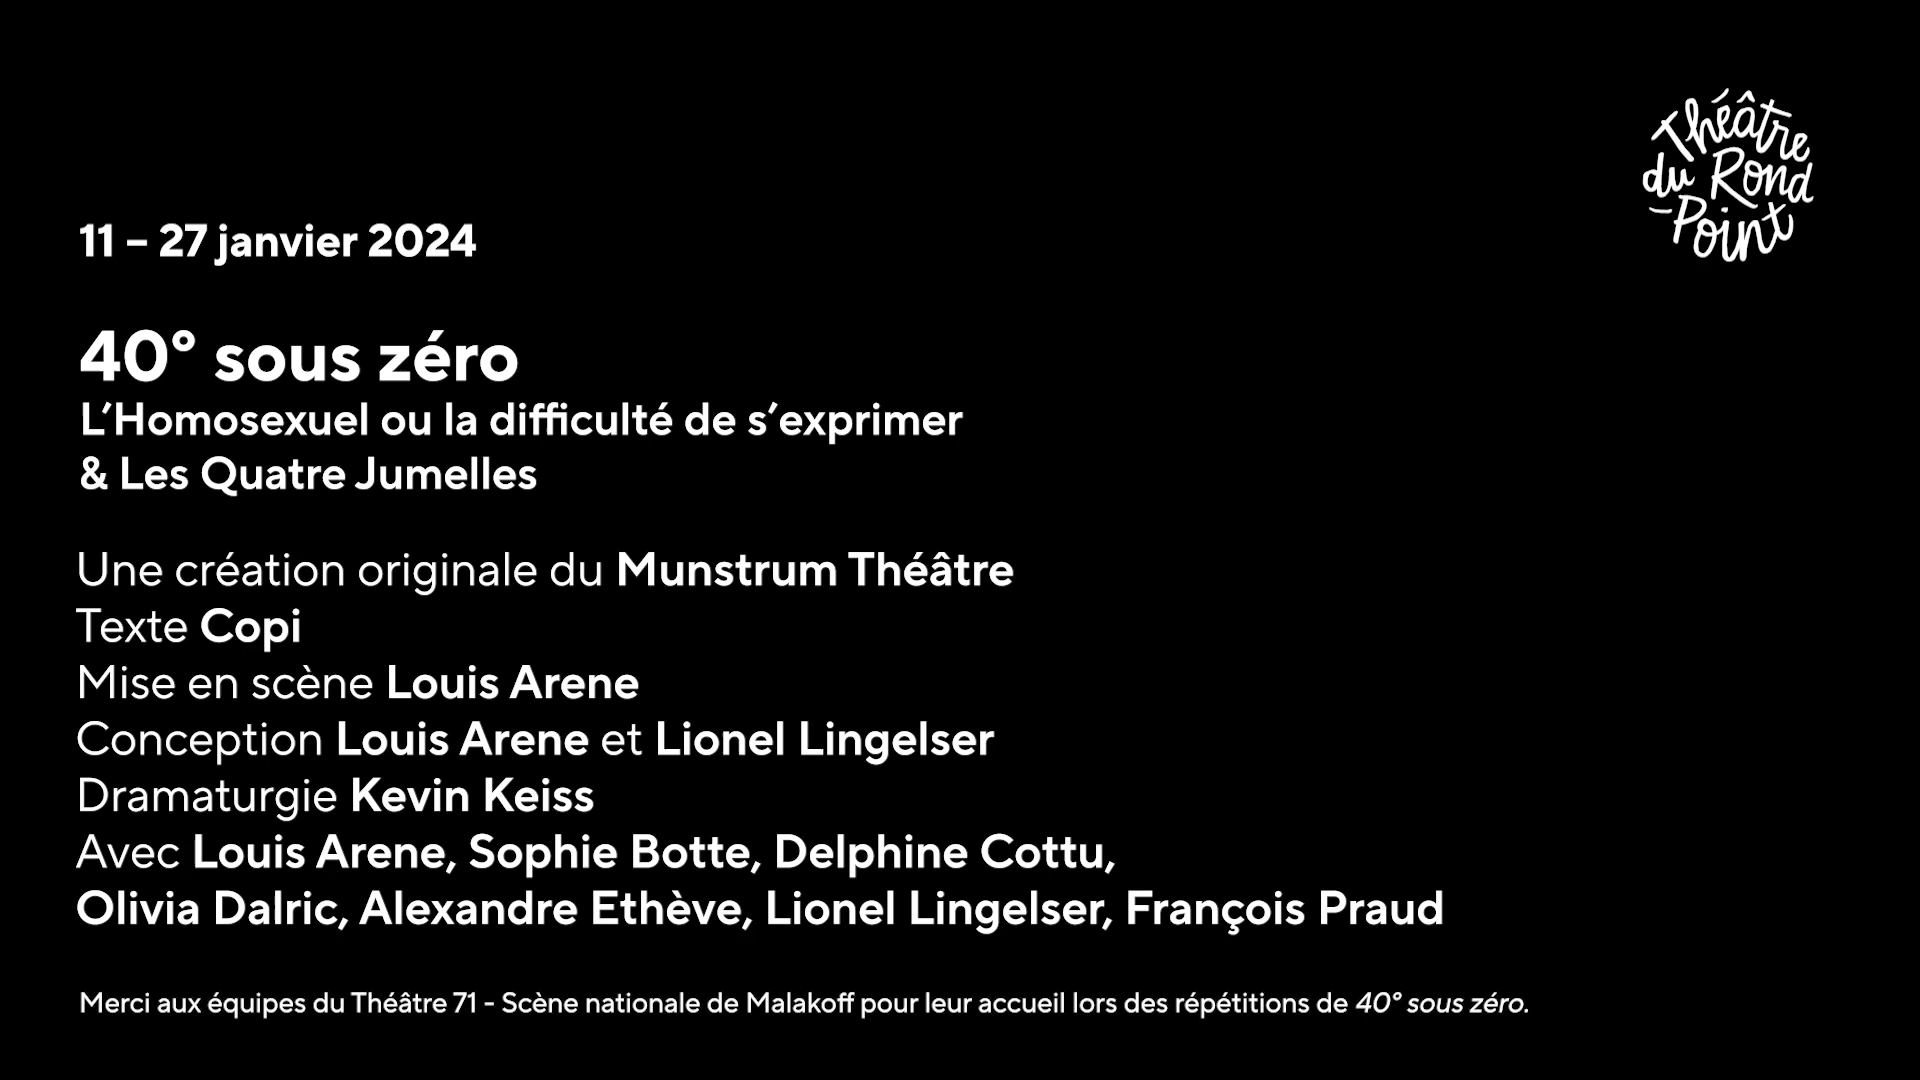 Théâtre
du Rond
-Point
11 – 27 janvier 2024
40° sous zéro
L’Homosexuel ou la difficulté de s’exprimer
& Les Quatre Jumelles
Une création originale du Munstrum Théâtre
Texte Copi
Mise en scène Louis Arene
Conception Louis Arene et Lionel Lingelser
Dramaturgie Kevin Keiss
Avec Louis Arene, Sophie Botte, Delphine Cottu,
Olivia Dalric, Alexandre Ethève, Lionel Lingelser, François Praud
Merci aux équipes du Théâtre 71 - Scène nationale de Malakoff pour leur accueil lors des répétitions de 40° sous zéro.